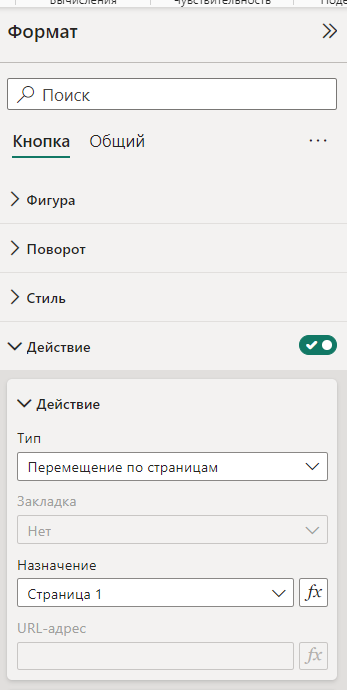 Вычисления Чувствительность Поде
Формат
Поиск
Кнопка Общий ...
Фигура
Поворот
Стиль
Действие
Действие
Тип
Перемещение по страницам
Закладка
Нет
Назначение
Страница 1 fx
URL-адрес
fx